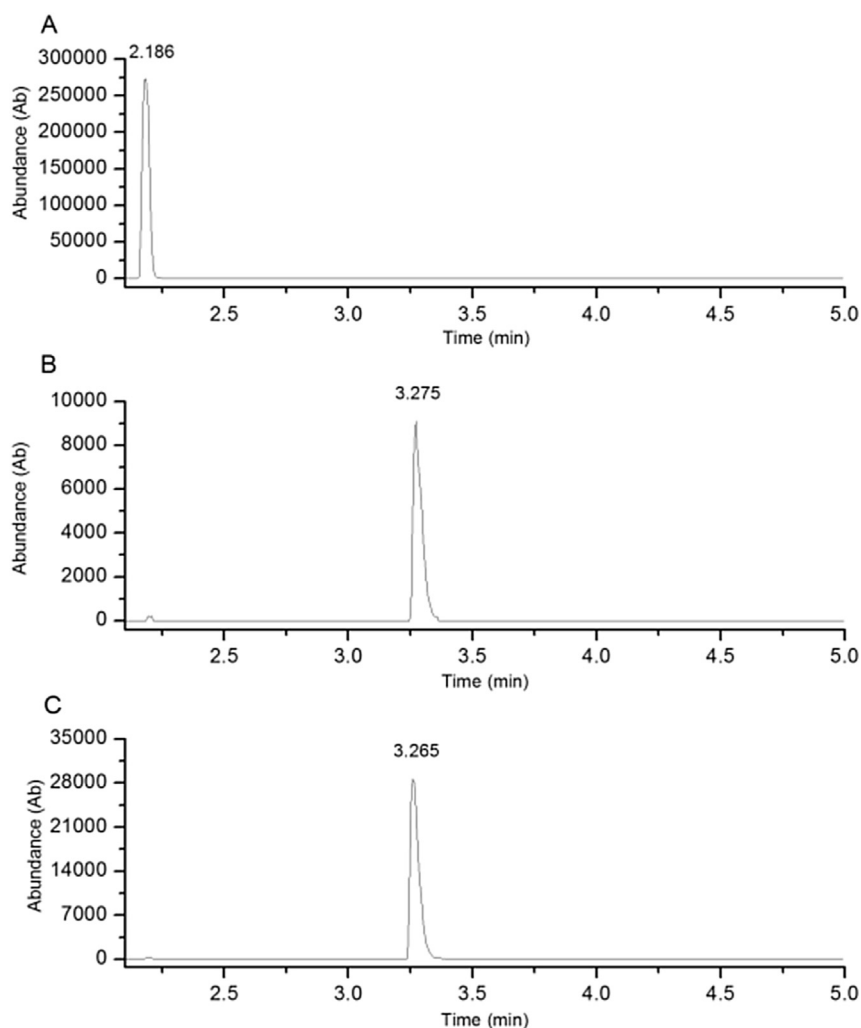 A
2.186
300000
250000
200000
150000
100000
50000
0
Abundance (Ab)
2.5 3.0 3.5 4.0 4.5 5.0
Time (min)
B
3.275
10000
8000
6000
4000
2000
0
Abundance (Ab)
2.5 3.0 3.5 4.0 4.5 5.0
Time (min)
C
3.265
35000
28000
21000
14000
7000
0
Abundance (Ab)
2.5 3.0 3.5 4.0 4.5 5.0
Time (min)